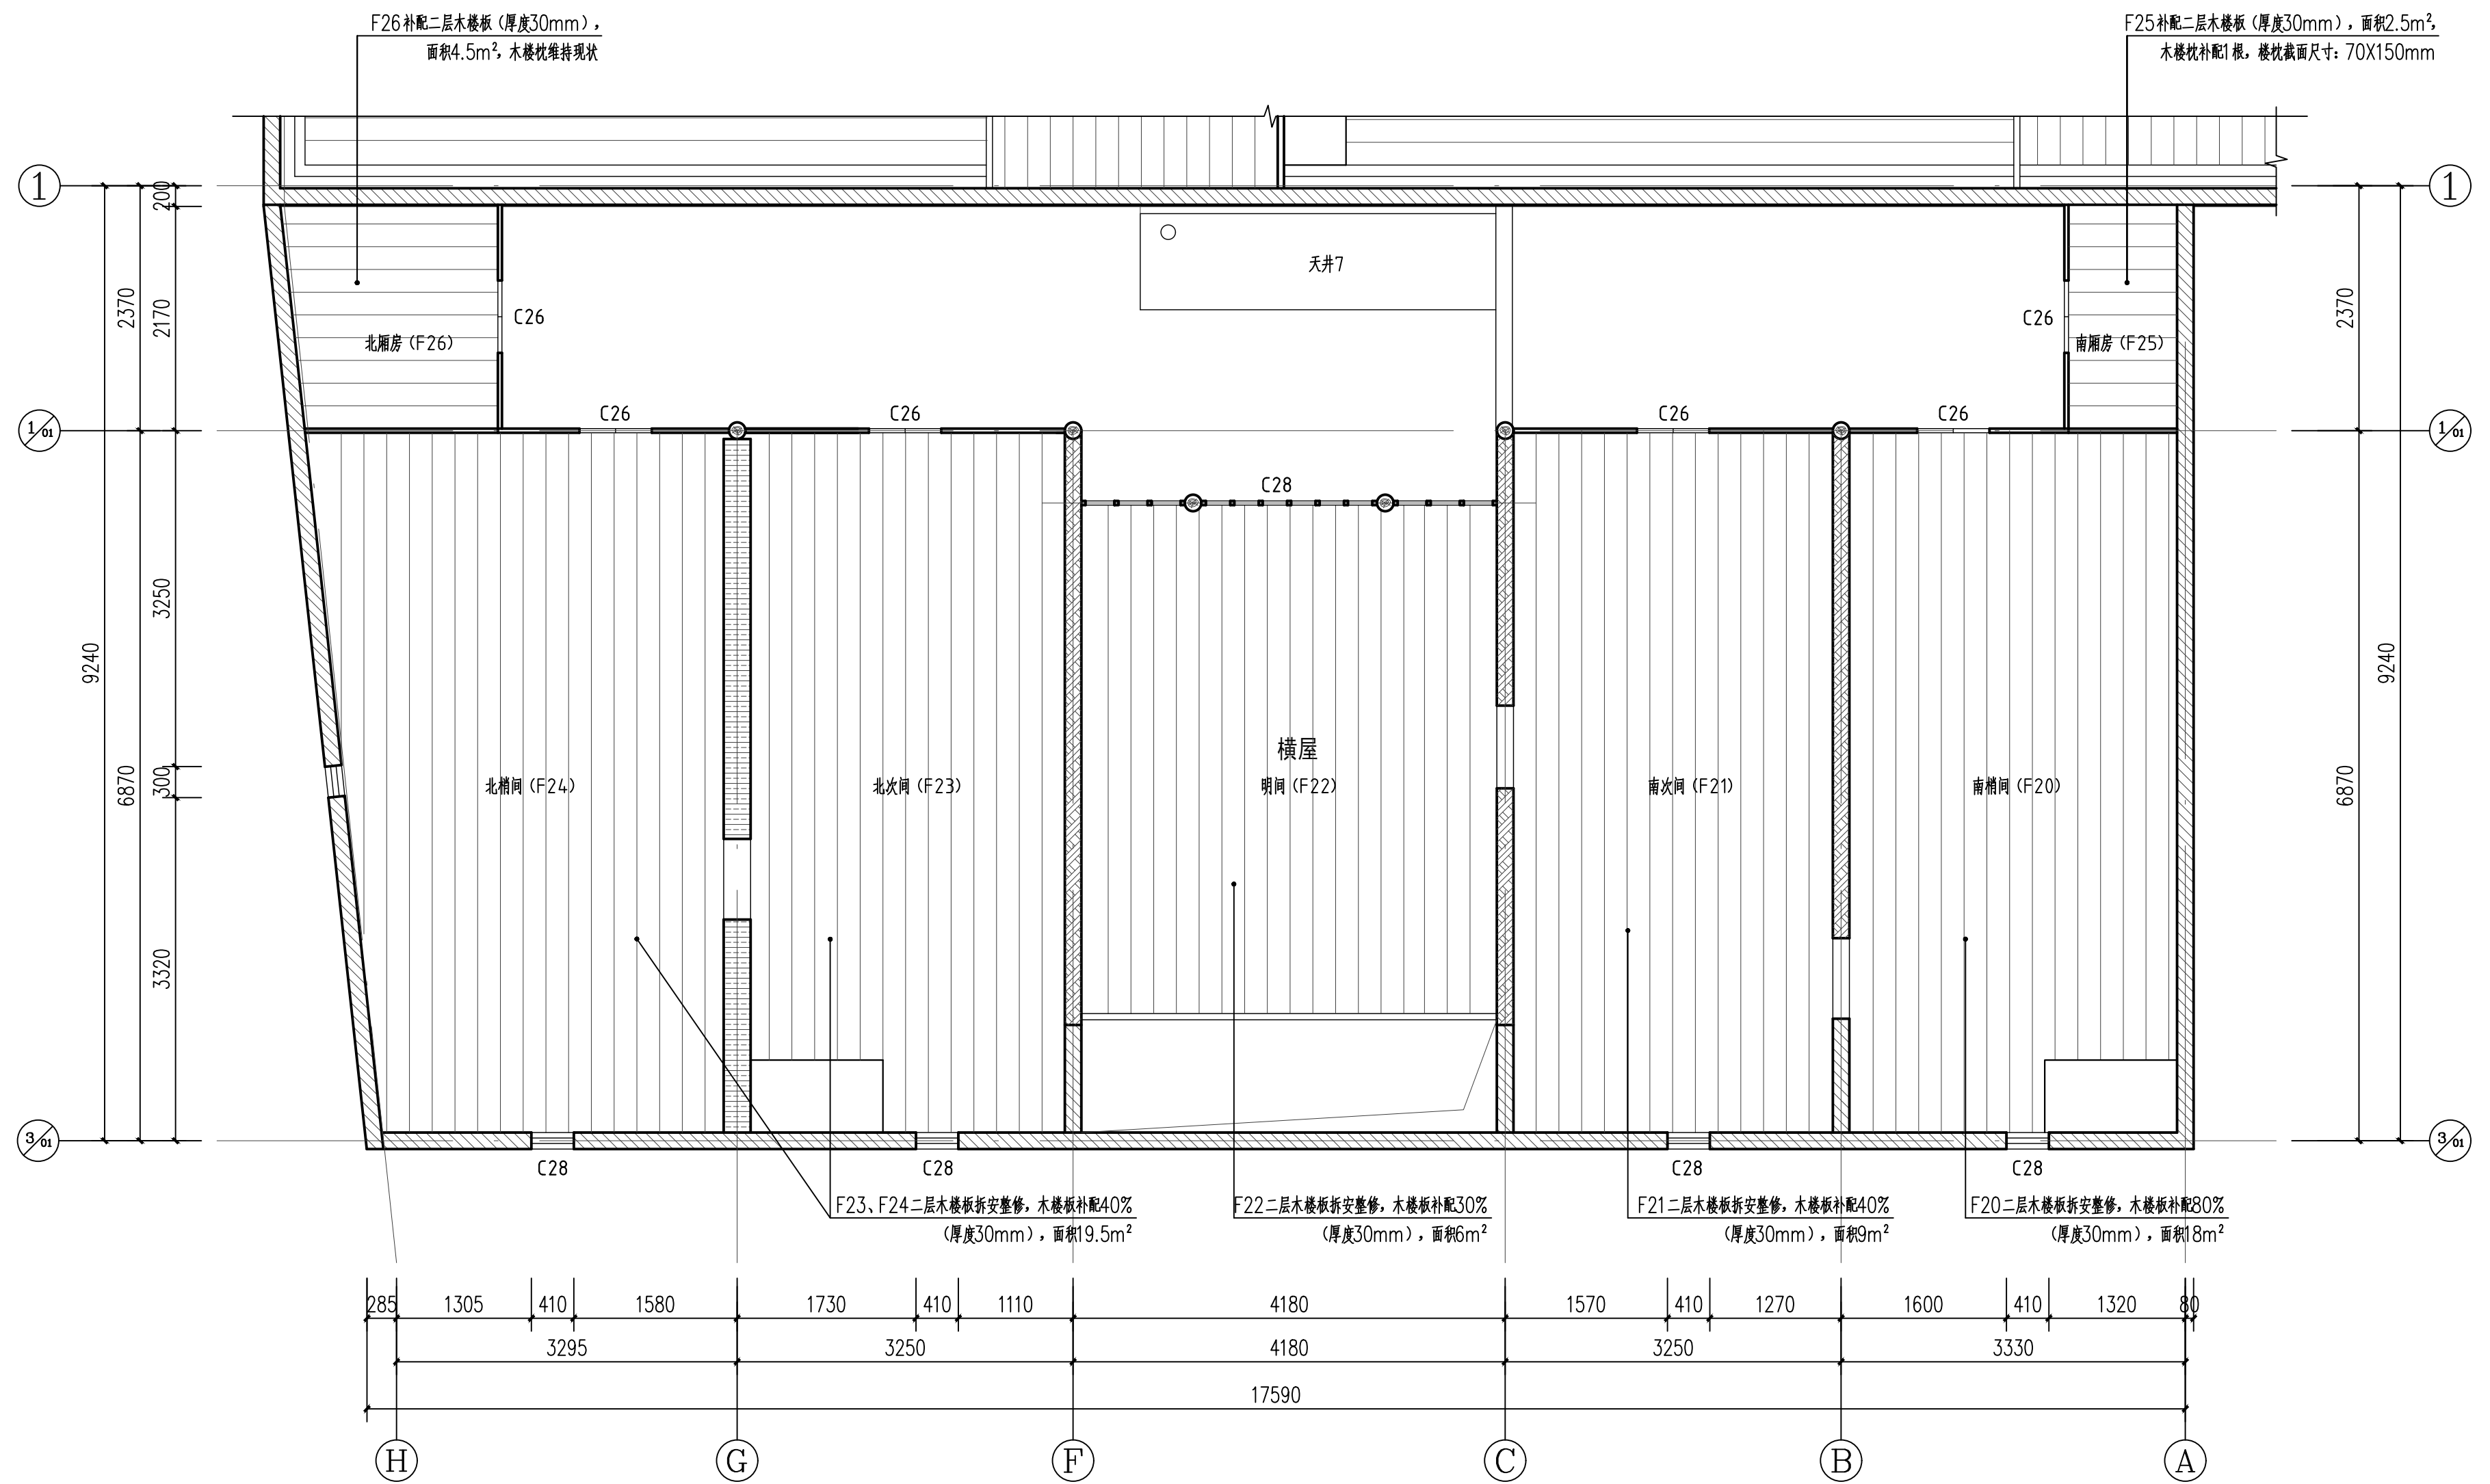 F26补配二层木楼板（厚度30mm），
面积4.5m²，木楼枕维持现状
F25补配二层木楼板（厚度30mm），面积2.5m²，
木楼枕补配1根，楼枕截面尺寸：70X150mm
1
1
200
2370
2170
2370
天井7
C26
C26
北厢房（F26）
南厢房（F25）
1/01
C26
C26
C26
C26
1/01
C28
3250
9240
9240
横屋
300
6870
6870
北梢间（F24）
北次间（F23）
明间（F22）
南次间（F21）
南梢间（F20）
3320
3/01
3/01
C28
C28
C28
C28
F23、F24二层木楼板拆安整修，木楼板补配40%
（厚度30mm），面积19.5m²
F22二层木楼板拆安整修，木楼板补配30%
（厚度30mm），面积6m²
F21二层木楼板拆安整修，木楼板补配40%
（厚度30mm），面积9m²
F20二层木楼板拆安整修，木楼板补配80%
（厚度30mm），面积18m²
285 1305 410 1580 1730 410 1110 4180 1570 410 1270 1600 410 1320 80
3295 3250 4180 3250 3330
17590
H G F C B A